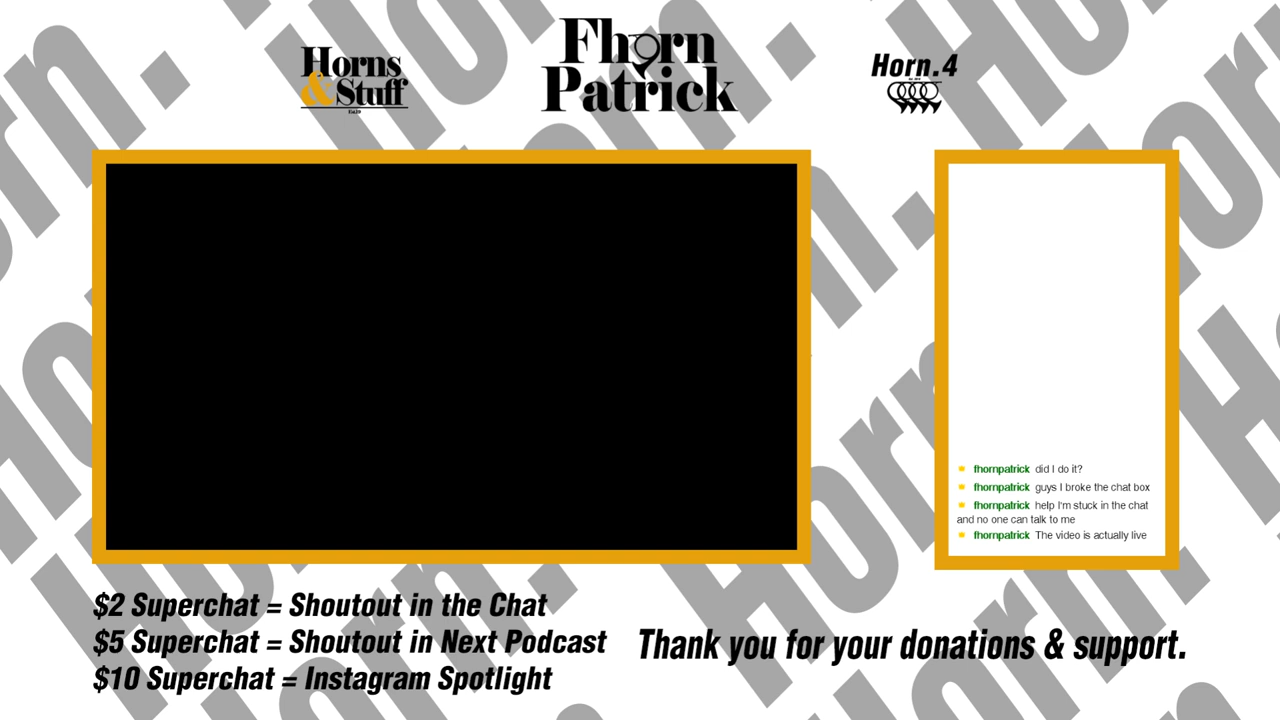 Horns
& Stuff
Fhorn
Patrick
Horn.4
fhornpatrick did I do it?
fhornpatrick guys I broke the chat box
fhornpatrick help I'm stuck in the chat
and no one can talk to me
fhornpatrick The video is actually live
$2 Superchat = Shoutout in the Chat
$5 Superchat = Shoutout in Next Podcast
$10 Superchat = Instagram Spotlight
Thank you for your donations & support.